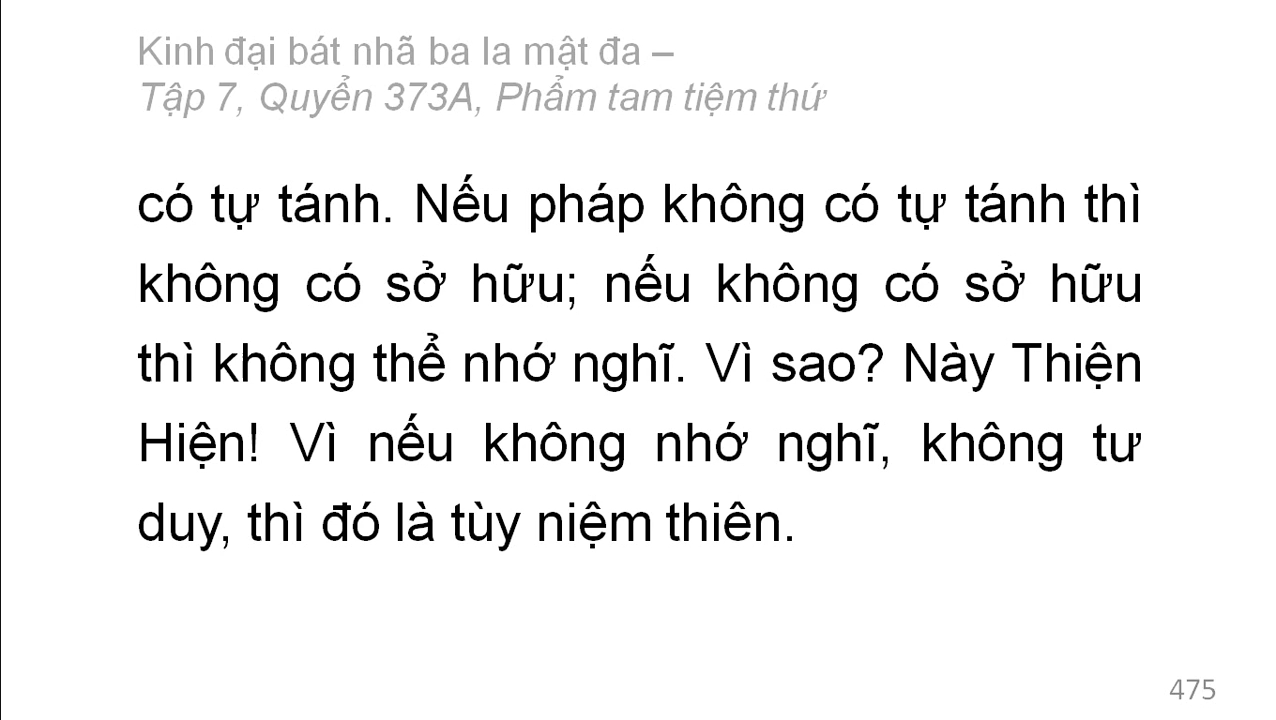 Kinh đại bát nhã ba la mật đa –
Tập 7, Quyển 373A, Phẩm tam tiệm thứ
có tự tánh. Nếu pháp không có tự tánh thì
không có sở hữu; nếu không có sở hữu
thì không thể nhớ nghĩ. Vì sao? Này Thiện
Hiện! Vì nếu không nhớ nghĩ, không tư
duy, thì đó là tùy niệm thiên.
475